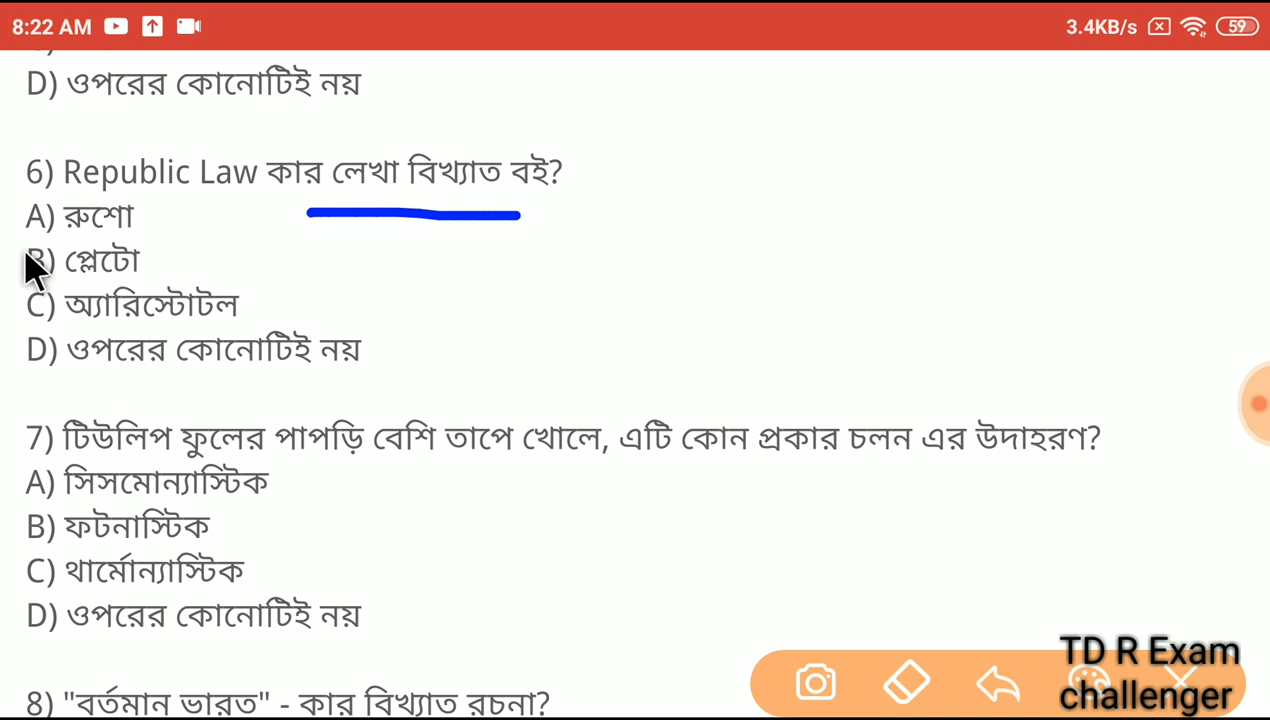 8:22 AM
3.4KB/s
59
D) ওপরের কোনোটিই নয়
6) Republic Law কার লেখা বিখ্যাত বই?
A) রুশো
B) প্লেটো
C) অ্যারিস্টোটল
D) ওপরের কোনোটিই নয়
7) টিউলিপ ফুলের পাপড়ি বেশি তাপে খোলে, এটি কোন প্রকার চলন এর উদাহরণ?
A) সিসমোন্যাস্টিক
B) ফটনাস্টিক
C) থার্মোন্যাস্টিক
D) ওপরের কোনোটিই নয়
8) "বর্তমান ভারত" - কার বিখ্যাত রচনা?
TD R Exam
challenger